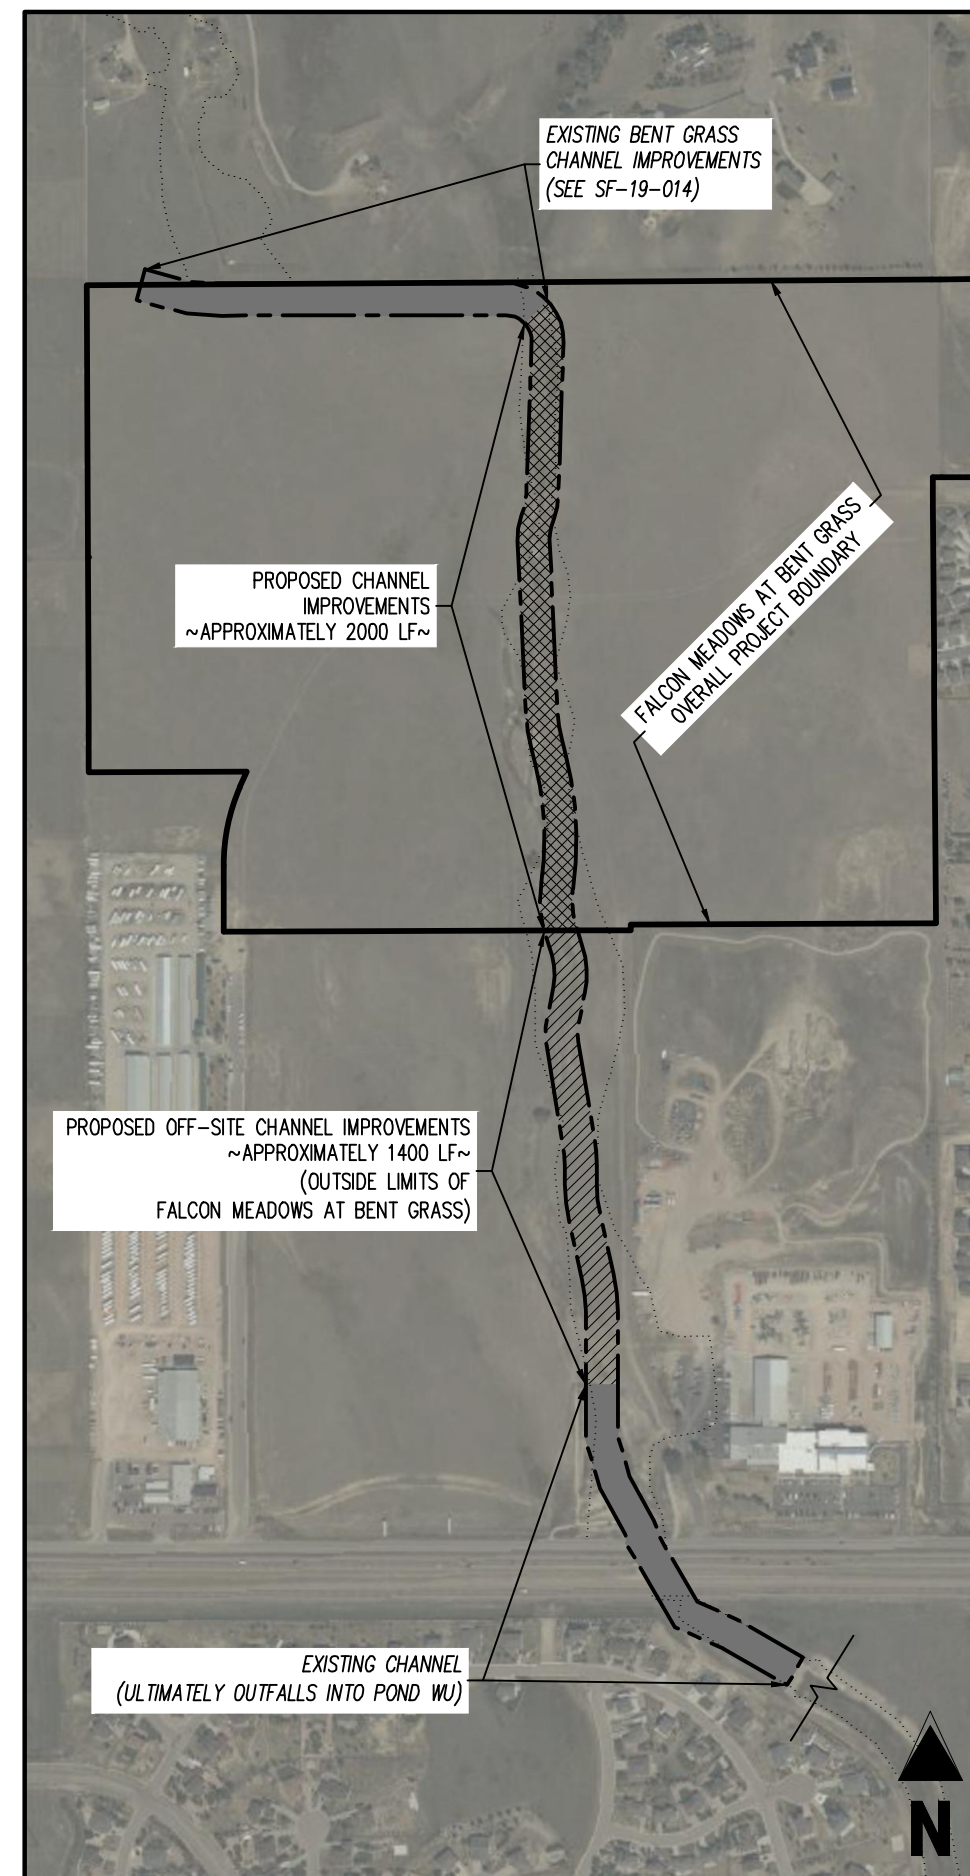 EXISTING BENT GRASS
CHANNEL IMPROVEMENTS
(SEE SF-19-014)
PROPOSED CHANNEL
IMPROVEMENTS
~APPROXIMATELY 2000 LF~
FALCON MEADOWS AT BENT GRASS
OVERALL PROJECT BOUNDARY
PROPOSED OFF-SITE CHANNEL IMPROVEMENTS
~APPROXIMATELY 1400 LF~
(OUTSIDE LIMITS OF
FALCON MEADOWS AT BENT GRASS)
EXISTING CHANNEL
(ULTIMATELY OUTFALLS INTO POND WU)
N